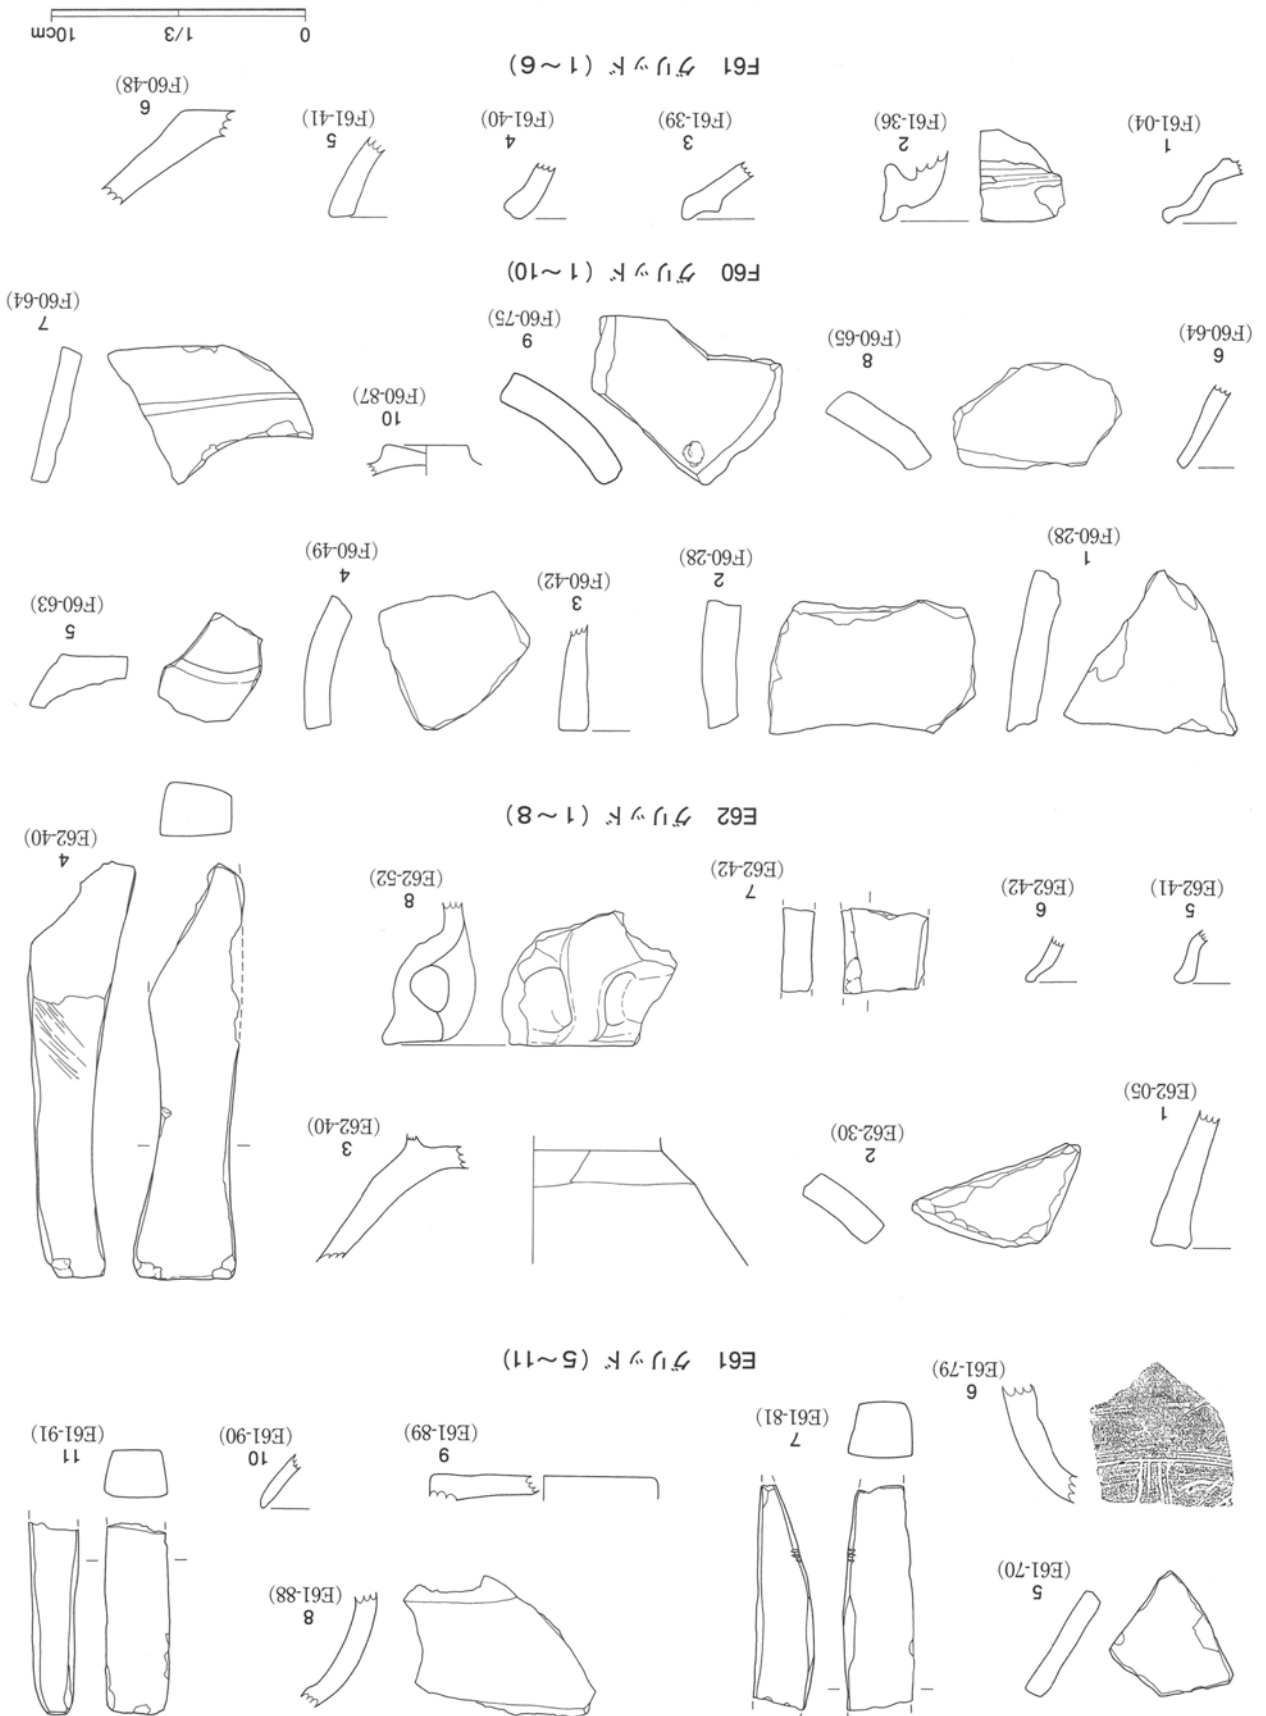 5
(E61-70)
6
(E61-79)
7
(E61-81)
8
(E61-88)
9
(E61-89)
10
(E61-90)
11
(E61-91)
E61 グリッド (5～11)
1
(E62-05)
2
(E62-30)
3
(E62-40)
4
(E62-40)
5
(E62-41)
6
(E62-42)
7
(E62-42)
8
(E62-52)
E62 グリッド (1～8)
1
(F60-28)
2
(F60-28)
3
(F60-42)
4
(F60-49)
5
(F60-63)
6
(F60-64)
8
(F60-65)
9
(F60-75)
10
(F60-87)
7
(F60-64)
F60 グリッド (1～10)
1
(F61-04)
2
(F61-36)
3
(F61-39)
4
(F61-40)
5
(F61-41)
6
(F60-48)
F61 グリッド (1～6)
0 1/3 10cm